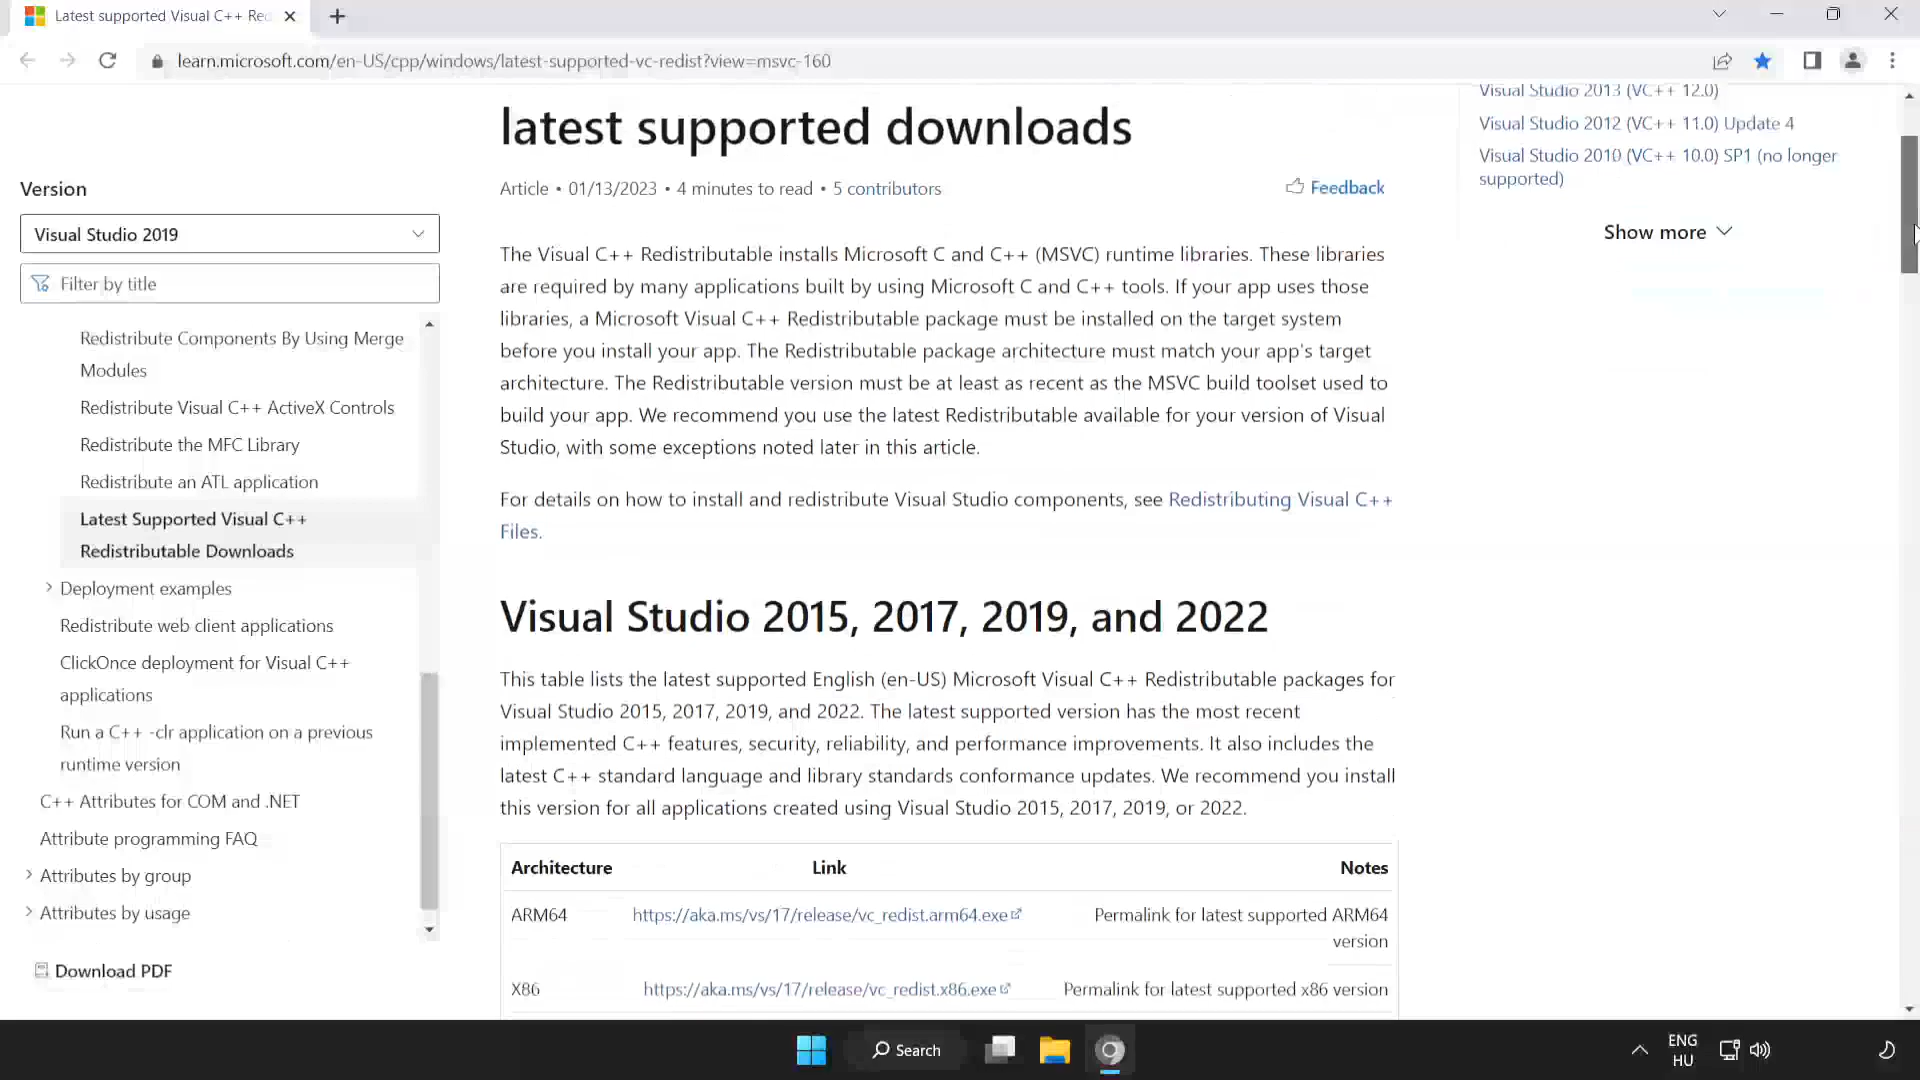 Latest supported Visual C++ Red
learn.microsoft.com/en-US/cpp/windows/latest-supported-vc-redist?view=msvc-160
Version
Visual Studio 2019
Filter by title
Redistribute Components By Using Merge
Modules
Redistribute Visual C++ ActiveX Controls
Redistribute the MFC Library
Redistribute an ATL application
Latest Supported Visual C++
Redistributable Downloads
Deployment examples
Redistribute web client applications
ClickOnce deployment for Visual C++
applications
Run a C++ -clr application on a previous
runtime version
C++ Attributes for COM and .NET
Attribute programming FAQ
Attributes by group
Attributes by usage
Download PDF
latest supported downloads
Article • 01/13/2023 • 4 minutes to read • 5 contributors
Feedback
The Visual C++ Redistributable installs Microsoft C and C++ (MSVC) runtime libraries. These libraries
are required by many applications built by using Microsoft C and C++ tools. If your app uses those
libraries, a Microsoft Visual C++ Redistributable package must be installed on the target system
before you install your app. The Redistributable package architecture must match your app's target
architecture. The Redistributable version must be at least as recent as the MSVC build toolset used to
build your app. We recommend you use the latest Redistributable available for your version of Visual
Studio, with some exceptions noted later in this article.
For details on how to install and redistribute Visual Studio components, see Redistributing Visual C++
Files.
Visual Studio 2015, 2017, 2019, and 2022
This table lists the latest supported English (en-US) Microsoft Visual C++ Redistributable packages for
Visual Studio 2015, 2017, 2019, and 2022. The latest supported version has the most recent
implemented C++ features, security, reliability, and performance improvements. It also includes the
latest C++ standard language and library standards conformance updates. We recommend you install
this version for all applications created using Visual Studio 2015, 2017, 2019, or 2022.
Architecture Link Notes
ARM64 https://aka.ms/vs/17/release/vc_redist.arm64.exe Permalink for latest supported ARM64
version
X86 https://aka.ms/vs/17/release/vc_redist.x86.exe Permalink for latest supported x86 version
Visual Studio 2013 (VC++ 12.0)
Visual Studio 2012 (VC++ 11.0) Update 4
Visual Studio 2010 (VC++ 10.0) SP1 (no longer
supported)
Show more
Search
ENG
HU